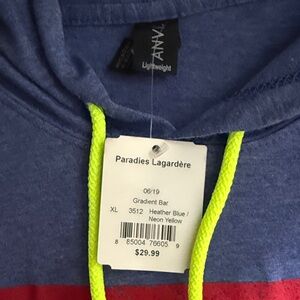 ANVIL
Lightweight
Paradies Lagardère
06/19
Gradient Bar
XL 3512 Heather Blue /
Neon Yellow
8 85004 76605 9
$29.99